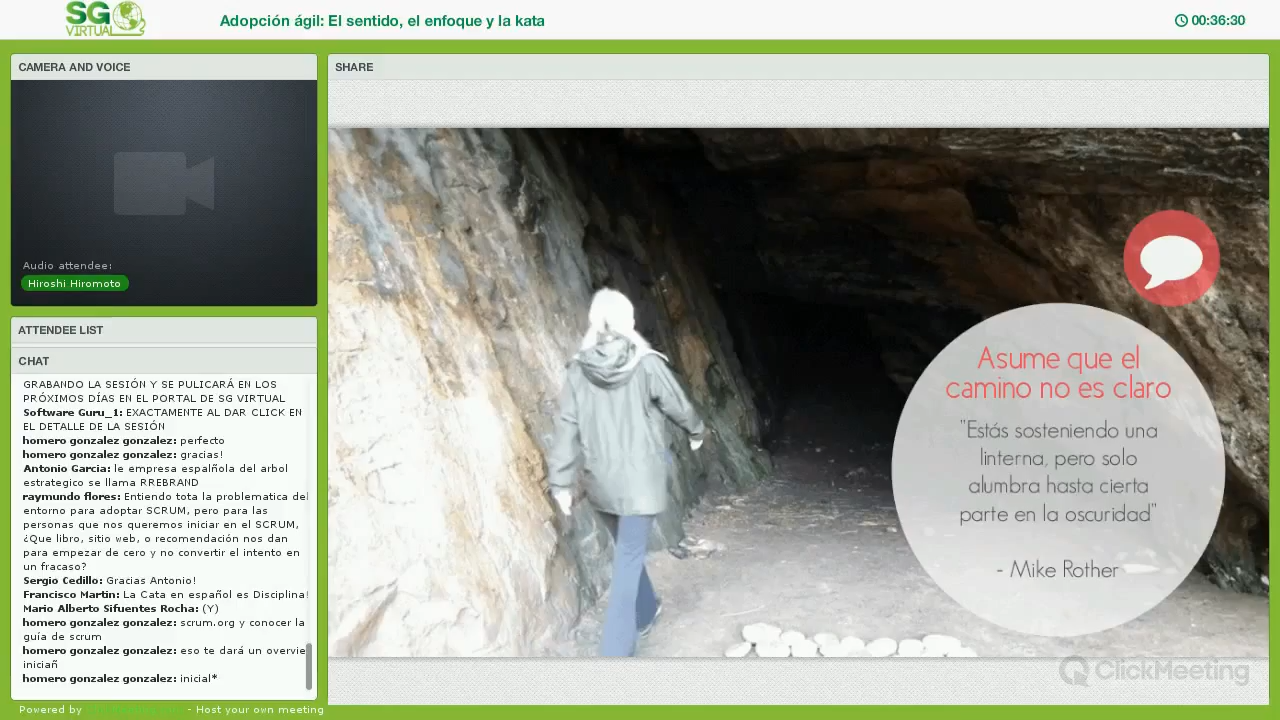 SG
VIRTUAL
Adopción ágil: El sentido, el enfoque y la kata
00:36:30
CAMERA AND VOICE
Audio attendee:
Hiroshi Hiromoto
ATTENDEE LIST
CHAT
GRABANDO LA SESIÓN Y SE PULICARÁ EN LOS
PRÓXIMOS DÍAS EN EL PORTAL DE SG VIRTUAL
Software Guru_1: EXACTAMENTE AL DAR CLICK EN
EL DETALLE DE LA SESIÓN
homero gonzalez gonzalez: perfecto
homero gonzalez gonzalez: gracias!
Antonio Garcia: le empresa espalñola del arbol
estrategico se llama RREBRAND
raymundo flores: Entiendo tota la problematica del
entorno para adoptar SCRUM, pero para las
personas que nos queremos iniciar en el SCRUM,
¿Que libro, sitio web, o recomendación nos dan
para empezar de cero y no convertir el intento en
un fracaso?
Sergio Cedillo: Gracias Antonio!
Francisco Martin: La Cata en español es Disciplina!
Mario Alberto Sifuentes Rocha: (Y)
homero gonzalez gonzalez: scrum.org y conocer la
guía de scrum
homero gonzalez gonzalez: eso te dará un overvie
iniciañ
homero gonzalez gonzalez: inicial*
Powered by - Host your own meeting
SHARE
Asume que el
camino no es claro
"Estás sosteniendo una
linterna, pero solo
alumbra hasta cierta
parte en la oscuridad"
- Mike Rother
ClickMeeting